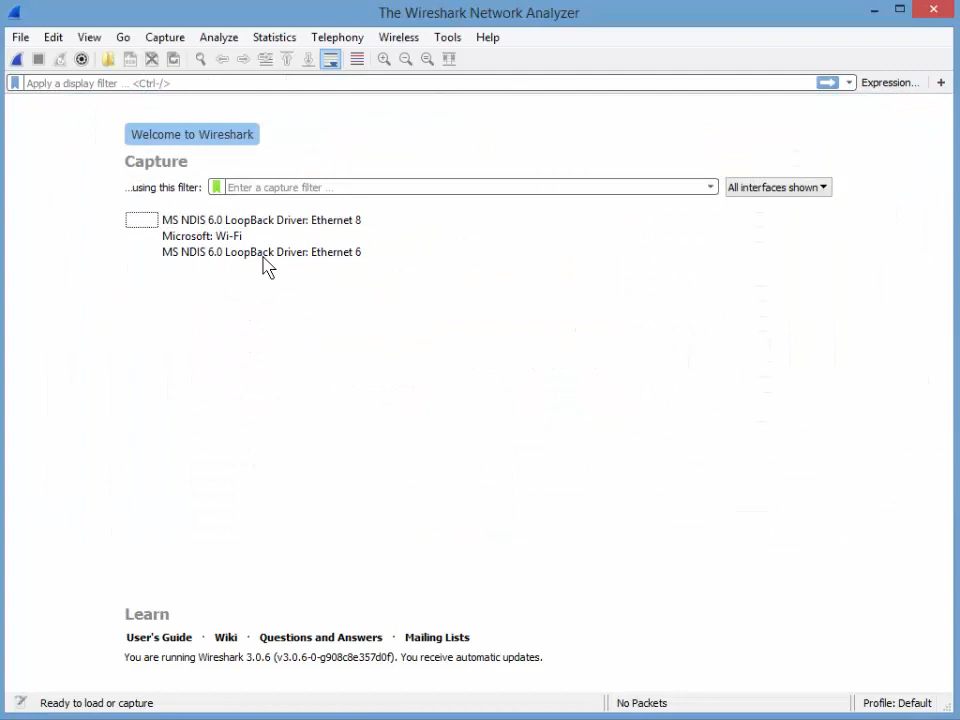 The Wireshark Network Analyzer
File Edit View Go Capture Analyze Statistics Telephony Wireless Tools Help
Apply a display filter ... <Ctrl-/> Expression... +
Welcome to Wireshark
Capture
...using this filter: Enter a capture filter ... All interfaces shown
MS NDIS 6.0 LoopBack Driver: Ethernet 8
Microsoft: Wi-Fi
MS NDIS 6.0 LoopBack Driver: Ethernet 6
Learn
User's Guide · Wiki · Questions and Answers · Mailing Lists
You are running Wireshark 3.0.6 (v3.0.6-0-g908c8e357d0f). You receive automatic updates.
Ready to load or capture No Packets Profile: Default